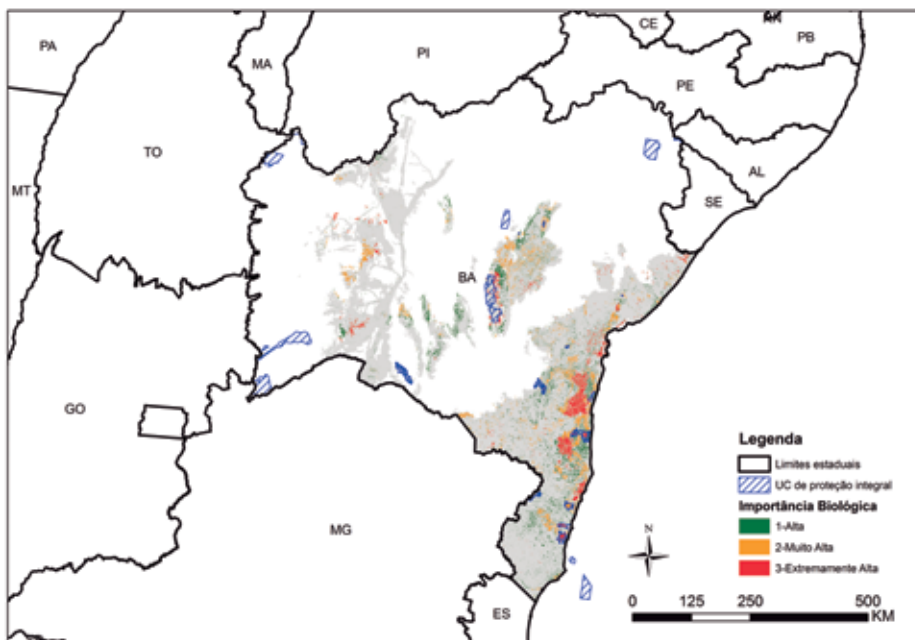 PA
MA
PI
CE
PB
PE
TO
MT
AL
SE
BA
GO
MG
ES
Legenda
Limites estaduais
UC de proteção integral
Importância Biológica
1-Alta
2-Muito Alta
3-Extremamente Alta
N
0 125 250 500
KM